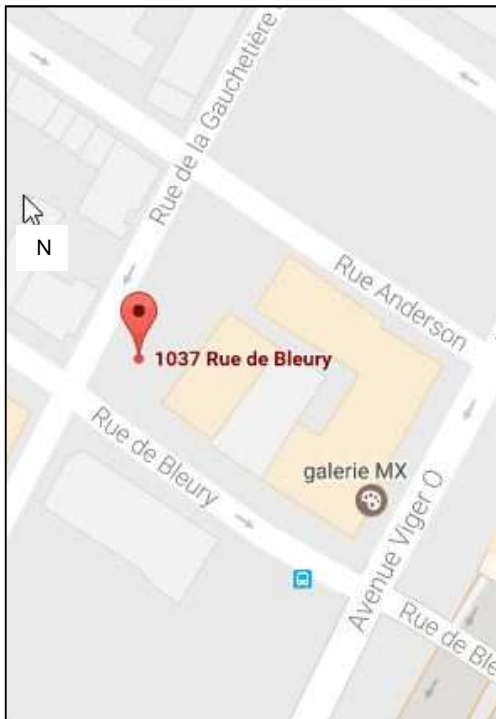 Rue de la Gauchetière
N
Rue Anderson
1037 Rue de Bleury
Rue de Bleury
galerie MX
Avenue Viger O
Rue de Ble